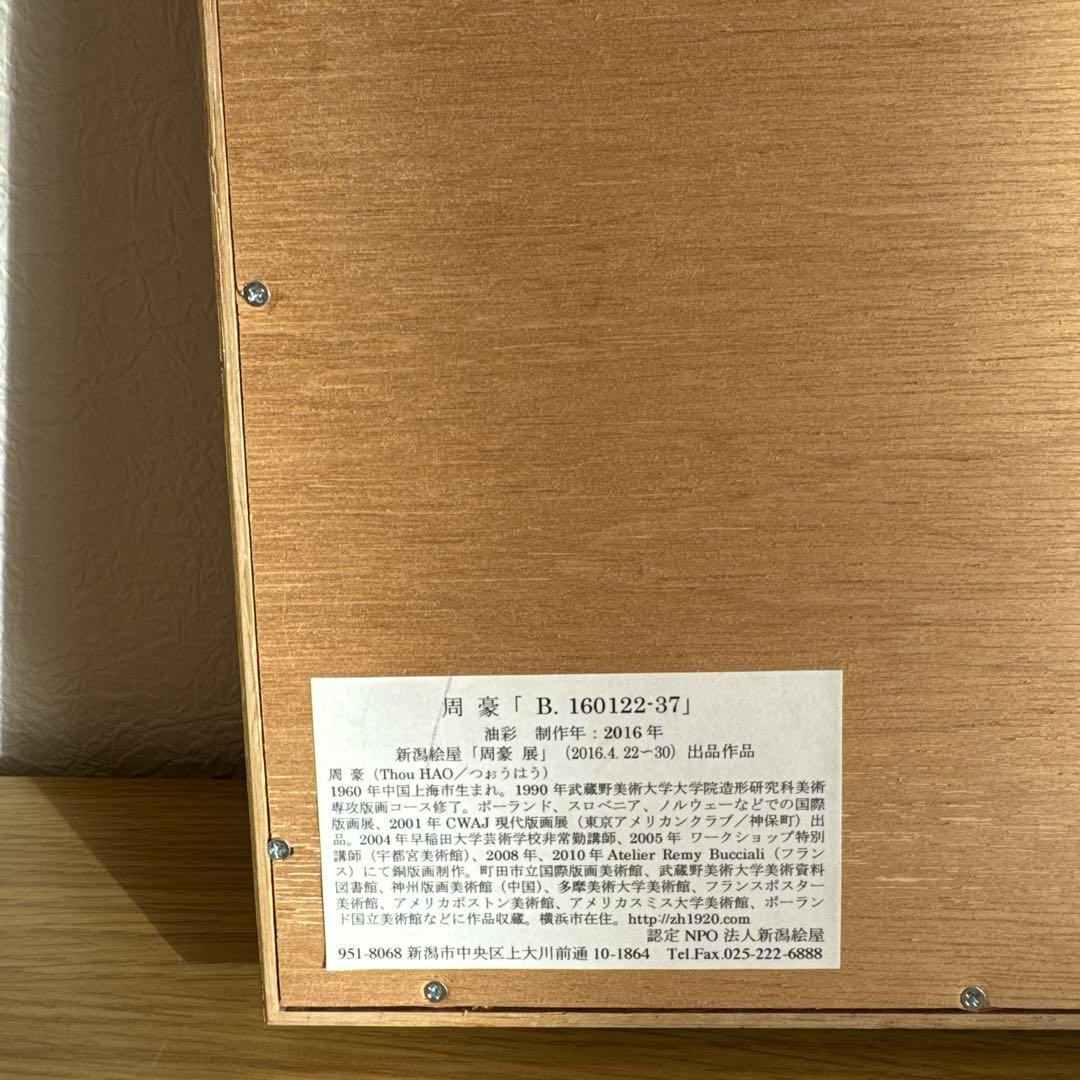 周 豪「 B. 160122-37」
油彩　制作年：2016 年
新潟絵屋「周豪 展」（2016.4. 22〜30）出品作品
周 豪（Thou HAO／つぉうはう）
1960 年中国上海市生まれ。1990 年武蔵野美術大学大学院造形研究科美術
専攻版画コース修了。ポーランド、スロベニア、ノルウェーなどでの国際
版画展、2001 年 CWAJ 現代版画展（東京アメリカンクラブ／神保町）出
品。2004 年早稲田大学芸術学校非常勤講師、2005 年 ワークショップ特別
講師（宇都宮美術館）、2008 年、2010 年 Atelier Remy Bucciali（フラン
ス）にて銅版画制作。町田市立国際版画美術館、武蔵野美術大学美術資料
図書館、神州版画美術館（中国）、多摩美術大学美術館、フランスポスター
美術館、アメリカボストン美術館、アメリカスミス大学美術館、ポーラン
ド国立美術館などに作品収蔵。横浜市在住。http://zh1920.com
認定 NPO 法人新潟絵屋
951-8068 新潟市中央区上大川前通 10-1864　Tel.Fax.025-222-6888